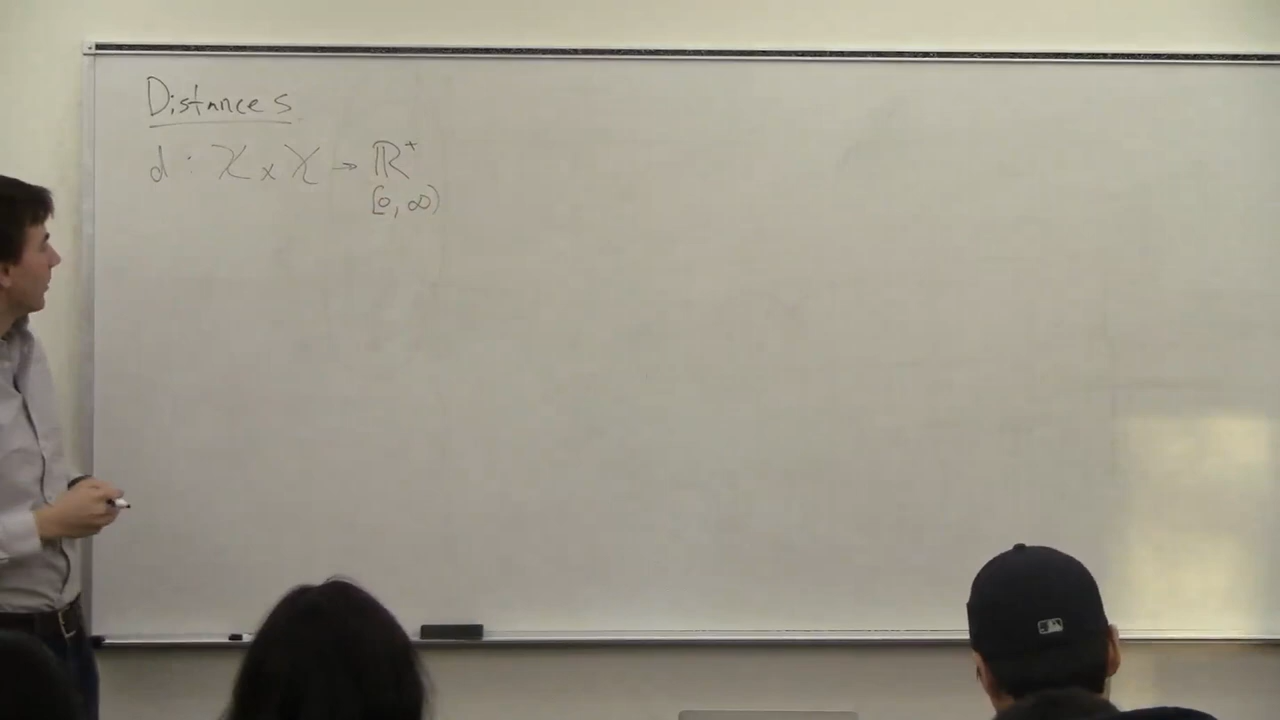 Distances
d : X × X → ℝ⁺
[0, ∞)